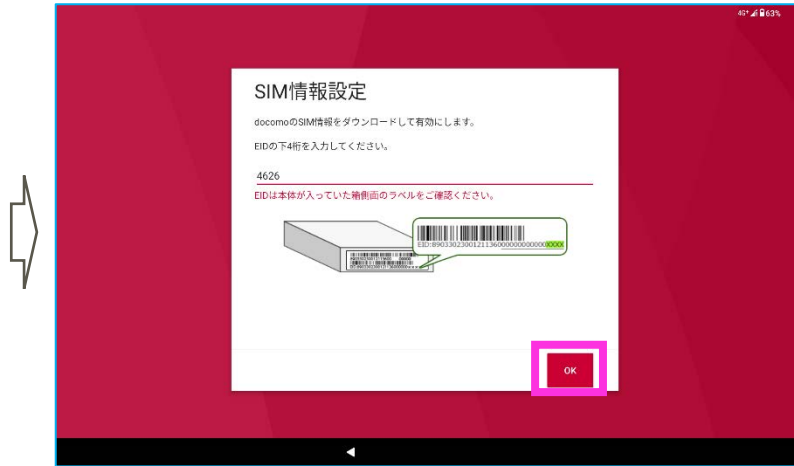 4G+ 63%
SIM情報設定
docomoのSIM情報をダウンロードして有効にします。
EIDの下4桁を入力してください。
4626
EIDは本体が入っていた箱側面のラベルをご確認ください。
OK